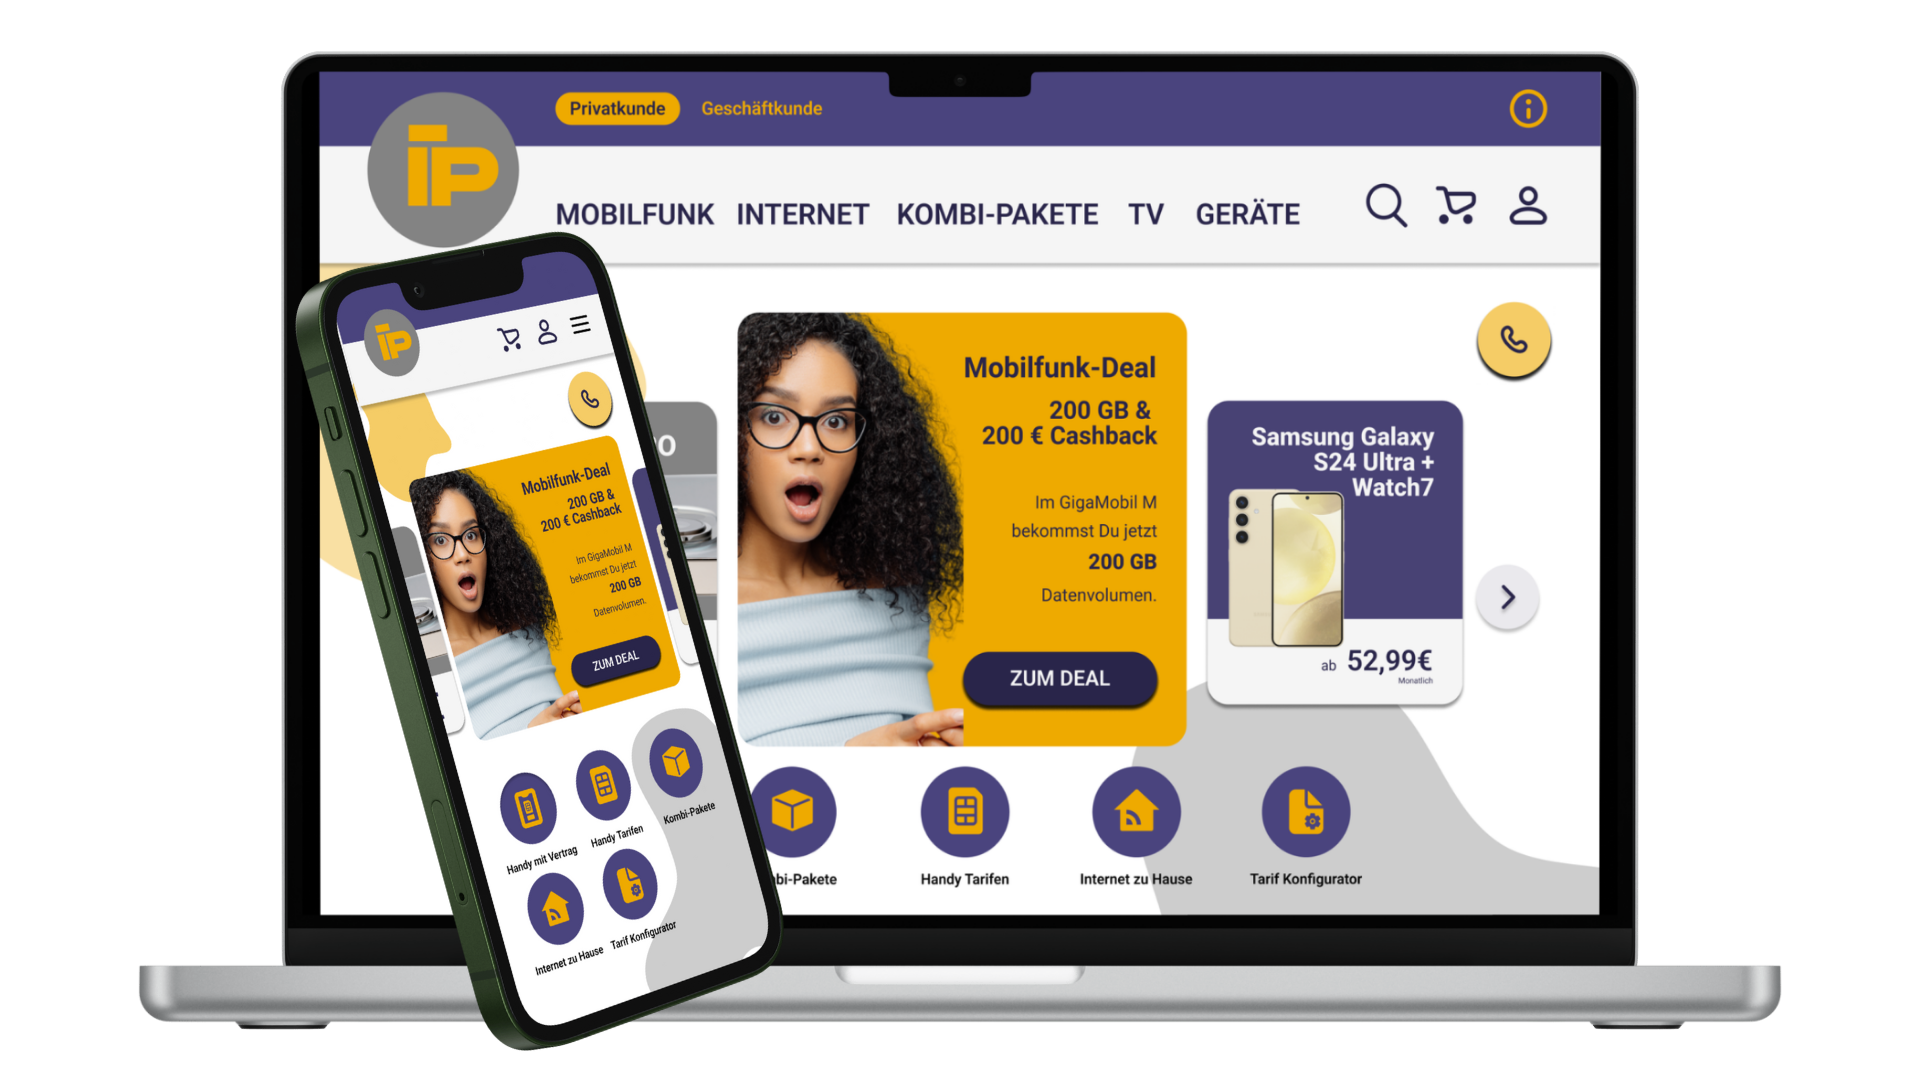 Privatkunde
Geschäftkunde
IP
MOBILFUNK
INTERNET
KOMBI-PAKETE
TV
GERÄTE
Mobilfunk-Deal
200 GB &
200 € Cashback
Im GigaMobil M
bekommst Du jetzt
200 GB
Datenvolumen.
ZUM DEAL
Samsung Galaxy
S24 Ultra +
Watch7
ab 52,99€
Monatlich
bi-Pakete
Handy Tarifen
Internet zu Hause
Tarif Konfigurator
IP
Mobilfunk-Deal
200 GB &
200 € Cashback
Im GigaMobil M
bekommst Du jetzt
200 GB
Datenvolumen.
ZUM DEAL
Handy mit Vertrag
Handy Tarifen
Kombi-Pakete
Internet zu Hause
Tarif Konfigurator